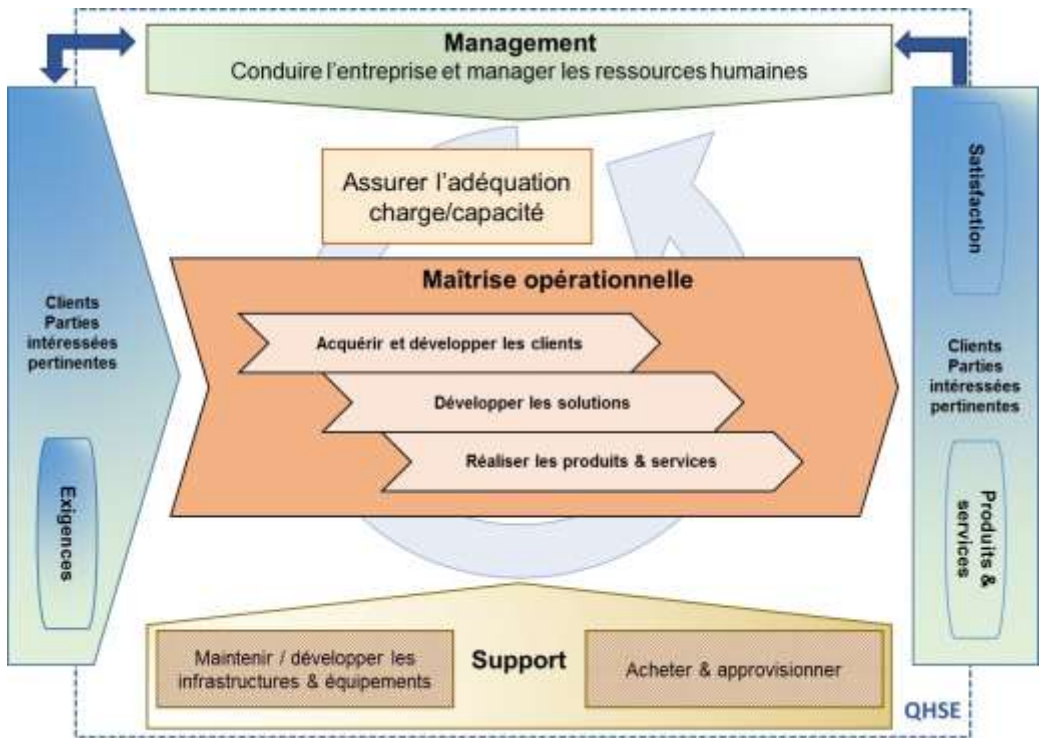 Management
Conduire l'entreprise et manager les ressources humaines
Assurer l'adéquation
charge/capacité
Maîtrise opérationnelle
Acquérir et développer les clients
Développer les solutions
Réaliser les produits & services
Clients
Parties
intéressées
pertinentes
Exigences
Satisfaction
Clients
Parties
intéressées
pertinentes
Produits &
services
Maintenir / développer les
infrastructures & équipements
Support
Acheter & approvisionner
QHSE